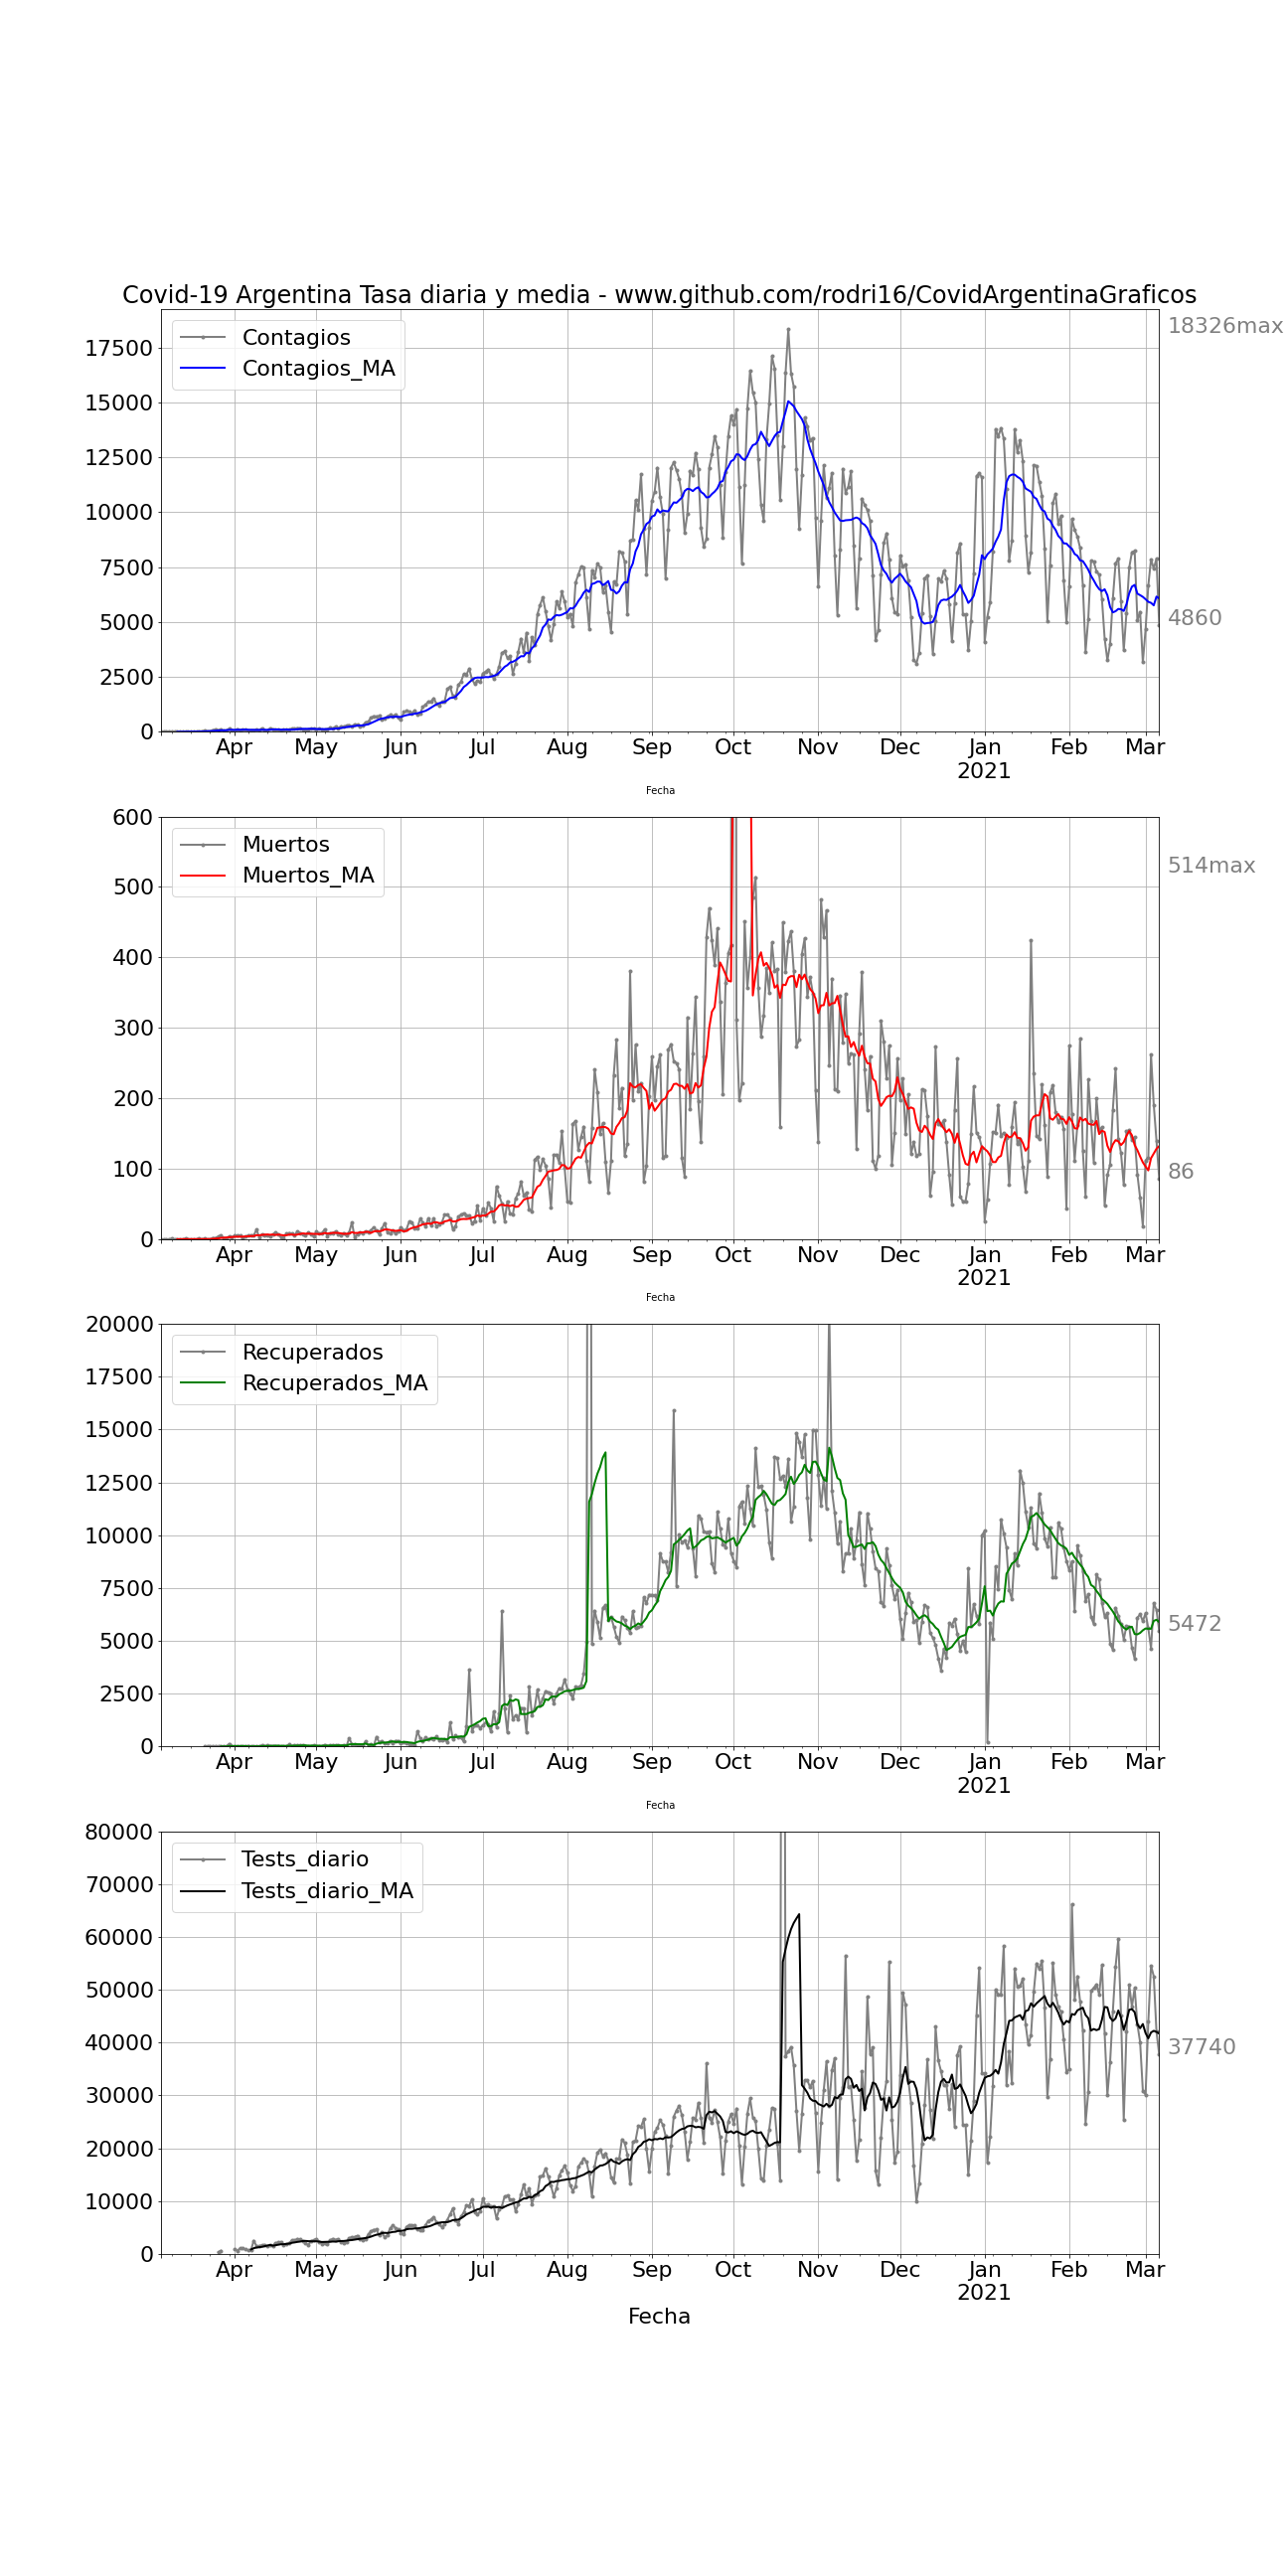 Covid-19 Argentina Tasa diaria y media - www.github.com/rodri16/CovidArgentinaGraficos
Contagios
Contagios_MA
18326max
17500
15000
12500
10000
7500
5000
2500
0
4860
Apr May Jun Jul Aug Sep Oct Nov Dec Jan Feb Mar
2021
Fecha
Muertos
Muertos_MA
514max
600
500
400
300
200
100
0
86
Apr May Jun Jul Aug Sep Oct Nov Dec Jan Feb Mar
2021
Fecha
Recuperados
Recuperados_MA
20000
17500
15000
12500
10000
7500
5000
2500
0
5472
Apr May Jun Jul Aug Sep Oct Nov Dec Jan Feb Mar
2021
Fecha
Tests_diario
Tests_diario_MA
80000
70000
60000
50000
40000
30000
20000
10000
0
37740
Apr May Jun Jul Aug Sep Oct Nov Dec Jan Feb Mar
2021
Fecha